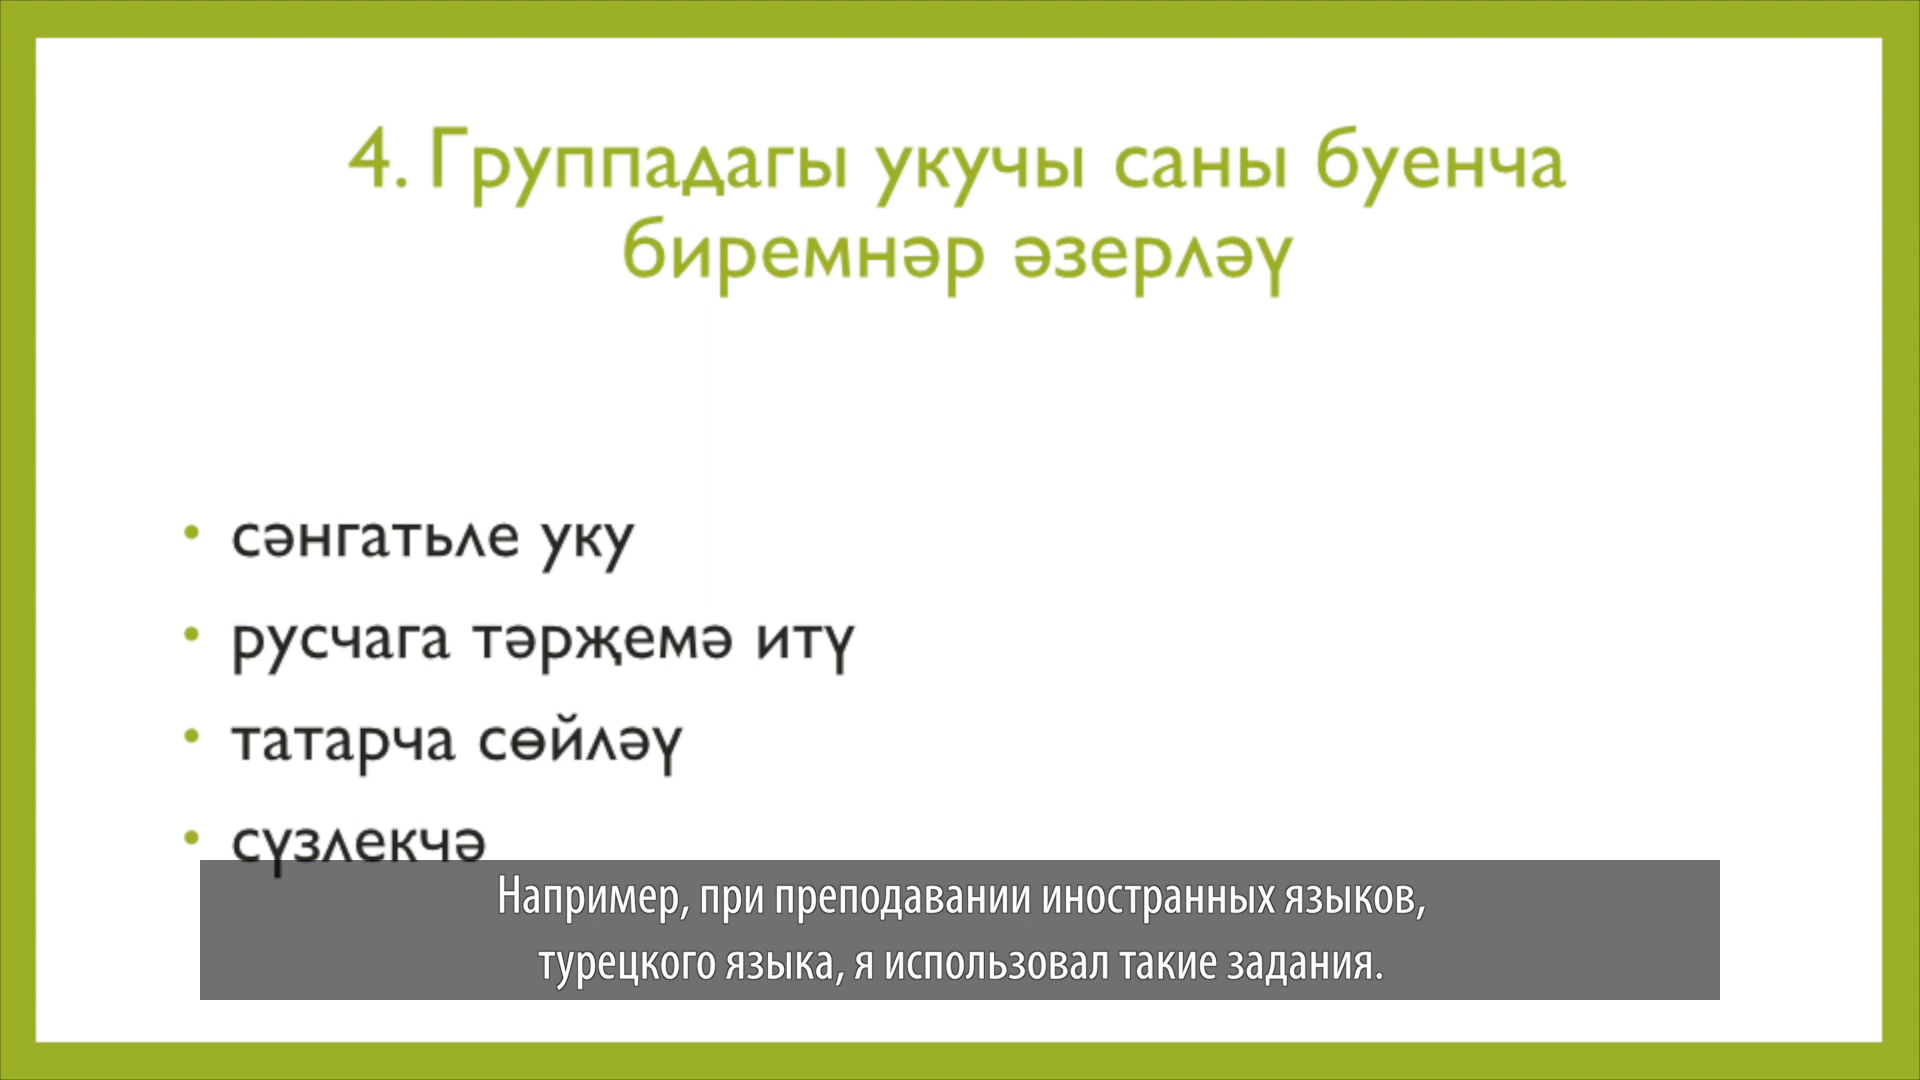 4. Группадагы укучы саны буенча
биремнәр әзерләү
• сәнгатьле уку
• русчага тәрҗемә итү
• татарча сөйләү
• сүзлекчә
Например, при преподавании иностранных языков,
турецкого языка, я использовал такие задания.